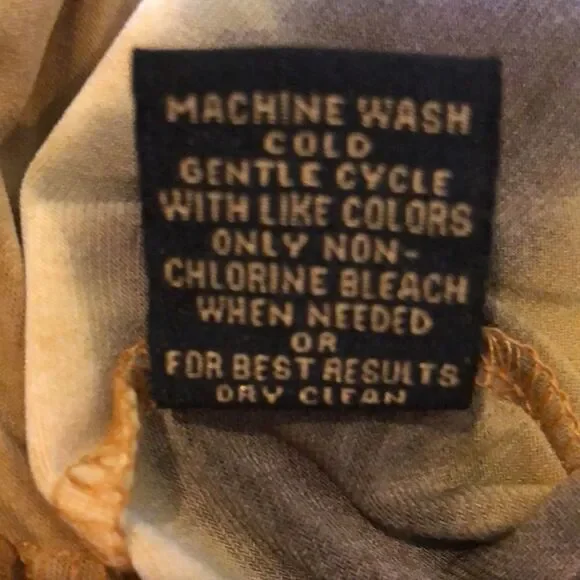 MACHINE WASH
COLD
GENTLE CYCLE
WITH LIKE COLORS
ONLY NON-
CHLORINE BLEACH
WHEN NEEDED
OR
FOR BEST RESULTS
DRY CLEAN